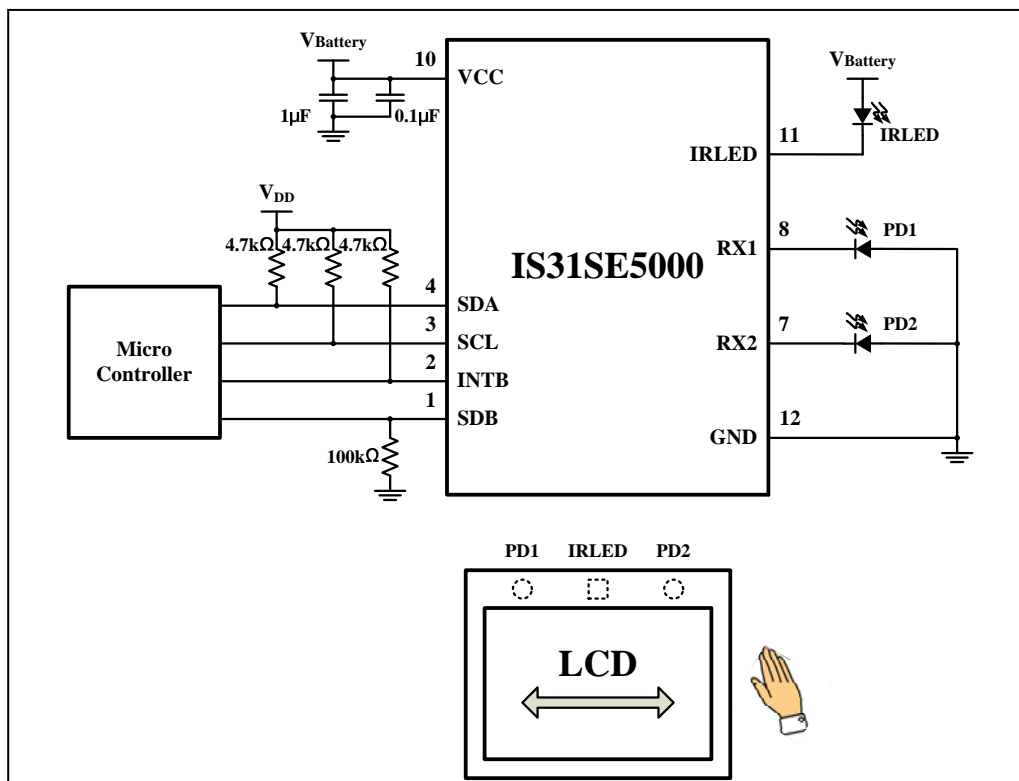 VBattery
10
VCC
1µF
0.1µF
VBattery
IRLED
11
IRLED
VDD
4.7kΩ 4.7kΩ 4.7kΩ
8
RX1
PD1
IS31SE5000
4
SDA
3
SCL
7
RX2
PD2
Micro
Controller
2
INTB
1
SDB
12
GND
100kΩ
PD1 IRLED PD2
LCD